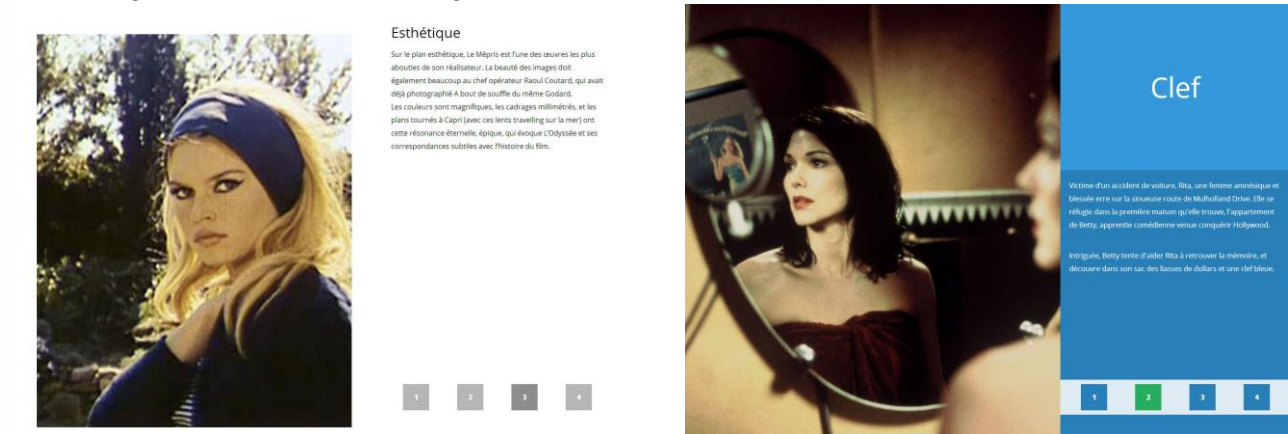 Esthétique
Sur le plan esthétique, Le Mépris est l'une des œuvres les plus
abouties de son réalisateur. La beauté des images doit
également beaucoup au chef opérateur Raoul Coutard, qui avait
déjà photographié A bout de souffle du même Godard.
Les couleurs sont magnifiques, les cadrages millimétrés, et les
plans tournés à Capri (avec ces lents travelling sur la mer) ont
cette résonance éternelle, épique, qui évoque L'Odyssée et ses
correspondances subtiles avec l'histoire du film.
1 2 3 4
Clef
Victime d'un accident de voiture, Rita, une femme amnésique et
blessée erre sur la sinueuse route de Mulholland Drive. Elle se
réfugie dans la première maison qu'elle trouve, l'appartement
de Betty, apprentie comédienne venue conquérir Hollywood.
Intriguée, Betty tente d'aider Rita à retrouver la mémoire, et
découvre dans son sac des liasses de dollars et une clef bleue.
1 2 3 4